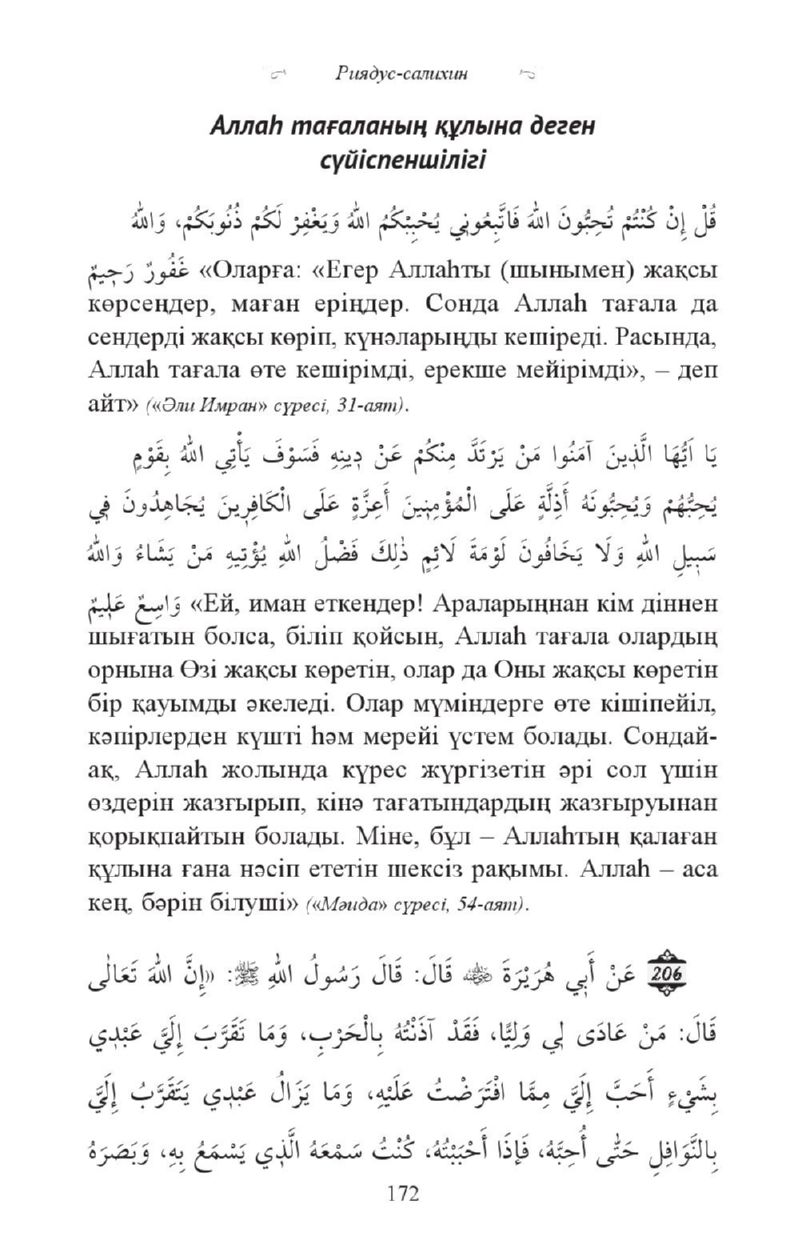 Риядус-салихин
Аллаһ тағаланың құлына деген
сүйіспеншілігі
قُلْ إِنْ كُنْتُمْ تُحِبُّونَ اللهَ فَاتَّبِعُونِي يُحْبِبْكُمُ اللهُ وَيَغْفِرْ لَكُمْ ذُنُوبَكُمْ، وَاللهُ
غَفُورٌ رَحِيمٌ «Оларға: «Егер Аллаһты (шынымен) жақсы
көрсеңдер, маған еріңдер. Сонда Аллаһ тағала да
сендерді жақсы көріп, күнәларыңды кешіреді. Расында,
Аллаһ тағала өте кешірімді, ерекше мейірімді», – деп
айт» («Әли Имран» сүресі, 31-аят).
يَا اَيُّهَا الَّذِينَ آمَنُوا مَنْ يَرْتَدَّ مِنْكُمْ عَنْ دِينِهِ فَسَوْفَ يَأْتِي اللهُ بِقَوْمٍ
يُحِبُّهُمْ وَيُحِبُّونَهُ أَذِلَّةٍ عَلَى الْمُؤْمِنِينَ أَعِزَّةٍ عَلَى الْكَافِرِينَ يُجَاهِدُونَ فِي
سَبِيلِ اللهِ وَلَا يَخَافُونَ لَوْمَةَ لَائِمٍ ذٰلِكَ فَضْلُ اللهِ يُؤْتِيهِ مَنْ يَشَاءُ وَاللهُ
وَاسِعٌ عَلِيمٌ «Ей, иман еткендер! Араларыңнан кім діннен
шығатын болса, біліп қойсын, Аллаһ тағала олардың
орнына Өзі жақсы көретін, олар да Оны жақсы көретін
бір қауымды әкеледі. Олар мүміндерге өте кішіпейіл,
кәпірлерден күшті һәм мерейі үстем болады. Сондай-
ақ, Аллаһ жолында күрес жүргізетін әрі сол үшін
өздерін жазғырып, кінә тағатындардың жазғыруынан
қорықпайтын болады. Міне, бұл – Аллаһтың қалаған
құлына ғана нәсіп ететін шексіз рақымы. Аллаһ – аса
кең, бәрін білуші» («Мәида» сүресі, 54-аят).
206 عَنْ أَبِي هُرَيْرَةَ ﷛ قَالَ: قَالَ رَسُولُ اللهِ ﷺ: «إِنَّ اللهَ تَعَالَى
قَالَ: مَنْ عَادَى لِي وَلِيًّا، فَقَدْ آذَنْتُهُ بِالْحَرْبِ، وَمَا تَقَرَّبَ إِلَيَّ عَبْدِي
بِشَيْءٍ أَحَبَّ إِلَيَّ مِمَّا افْتَرَضْتُ عَلَيْهِ، وَمَا يَزَالُ عَبْدِي يَتَقَرَّبُ إِلَيَّ
بِالنَّوَافِلِ حَتَّى أُحِبَّهُ، فَإِذَا أَحْبَبْتُهُ، كُنْتُ سَمْعَهُ الَّذِي يَسْمَعُ بِهِ، وَبَصَرَهُ
172